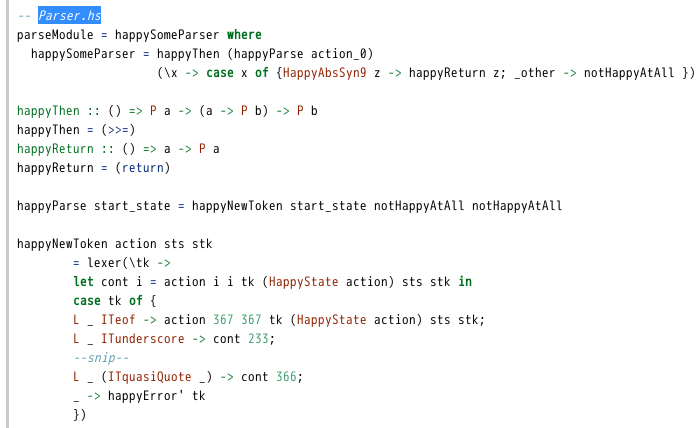 -- Parser.hs
parseModule = happySomeParser where
  happySomeParser = happyThen (happyParse action_0)
                    (\x -> case x of {HappyAbsSyn9 z -> happyReturn z; _other -> notHappyAtAll })

happyThen :: () => P a -> (a -> P b) -> P b
happyThen = (>>=)
happyReturn :: () => a -> P a
happyReturn = (return)

happyParse start_state = happyNewToken start_state notHappyAtAll notHappyAtAll

happyNewToken action sts stk
        = lexer(\tk ->
        let cont i = action i i tk (HappyState action) sts stk in
        case tk of {
        L _ ITeof -> action 367 367 tk (HappyState action) sts stk;
        L _ ITunderscore -> cont 233;
        --snip--
        L _ (ITquasiQuote _) -> cont 366;
        _ -> happyError' tk
        })